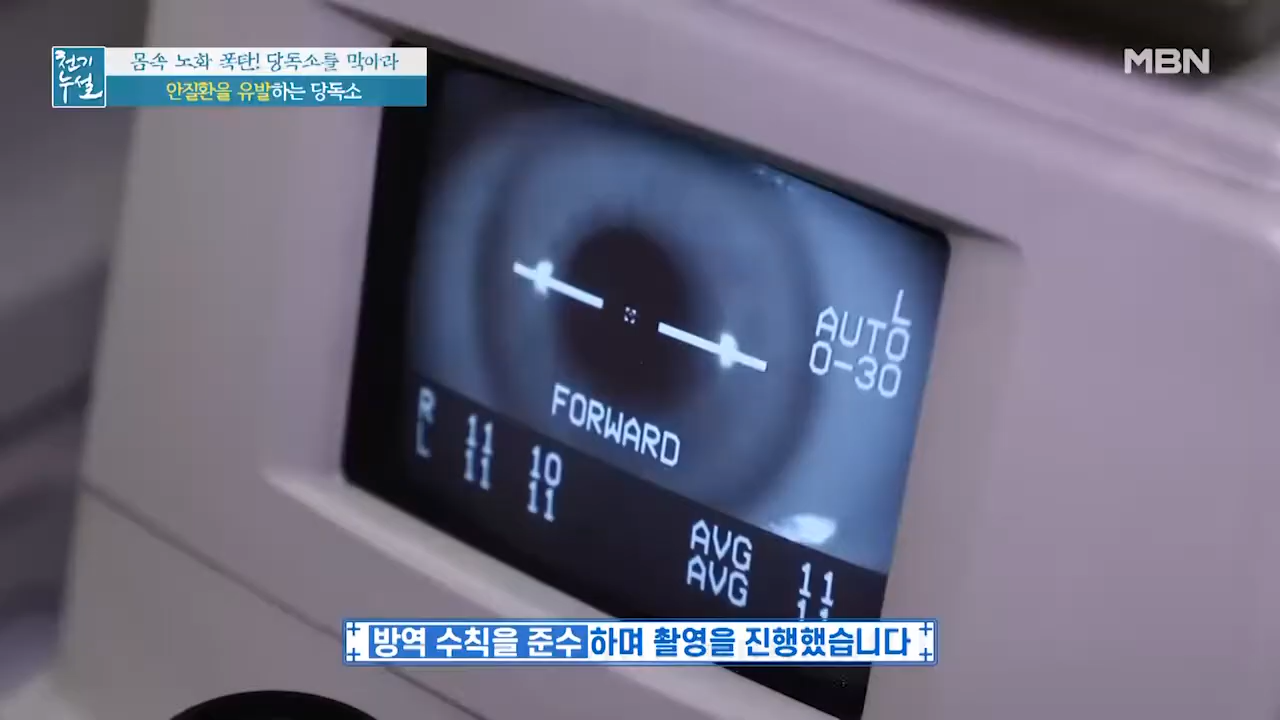 천기
누설
몸속 노화 폭탄! 당독소를 막아라
안질환을 유발하는 당독소
MBN
L
AUTO
0-30
FORWARD
R 11 10
L 11 11
AVG 11
AVG 11
방역 수칙을 준수하며 촬영을 진행했습니다